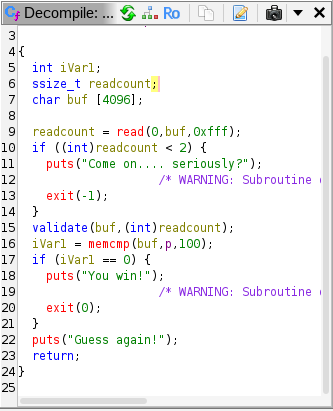 Decompile: ... Ro
3
4 {
5 int iVar1;
6 ssize_t readcount;
7 char buf [4096];
8
9 readcount = read(0,buf,0xfff);
10 if ((int)readcount < 2) {
11 puts("Come on.... seriously?");
12 /* WARNING: Subroutine
13 exit(-1);
14 }
15 validate(buf,(int)readcount);
16 iVar1 = memcmp(buf,p,100);
17 if (iVar1 == 0) {
18 puts("You win!");
19 /* WARNING: Subroutine
20 exit(0);
21 }
22 puts("Guess again!");
23 return;
24 }
25